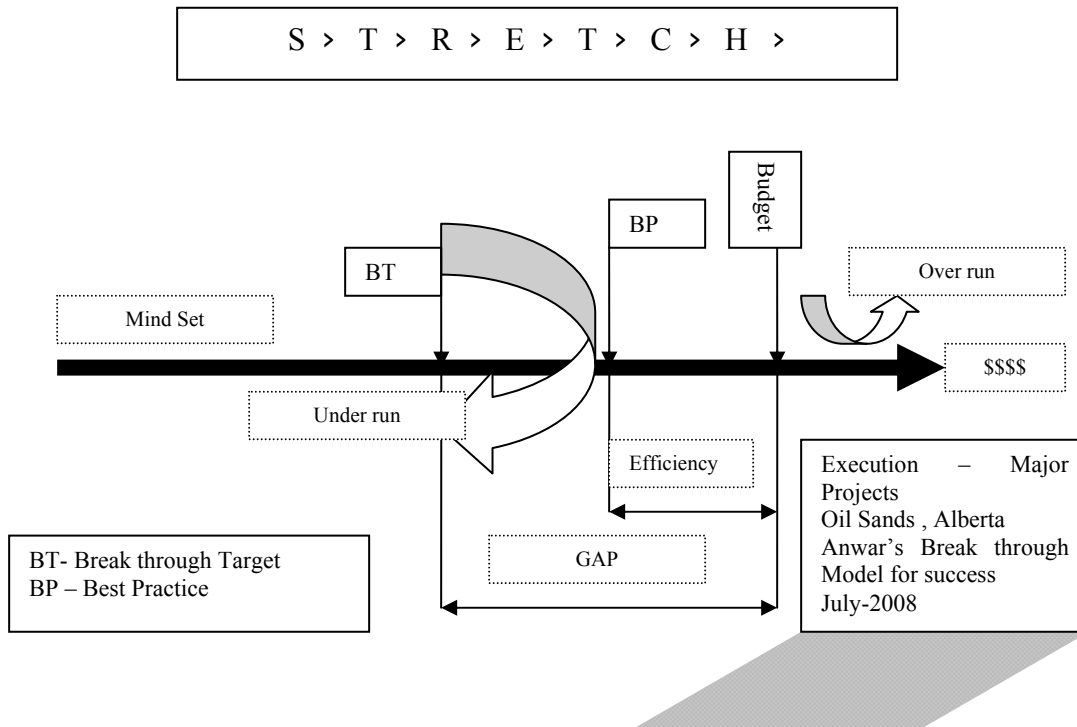 S > T > R > E > T > C > H >
Budget
BP
BT
Over run
Mind Set
$$$$
Under run
Efficiency
GAP
Execution – Major
Projects
Oil Sands , Alberta
Anwar's Break through
Model for success
July-2008
BT- Break through Target
BP – Best Practice